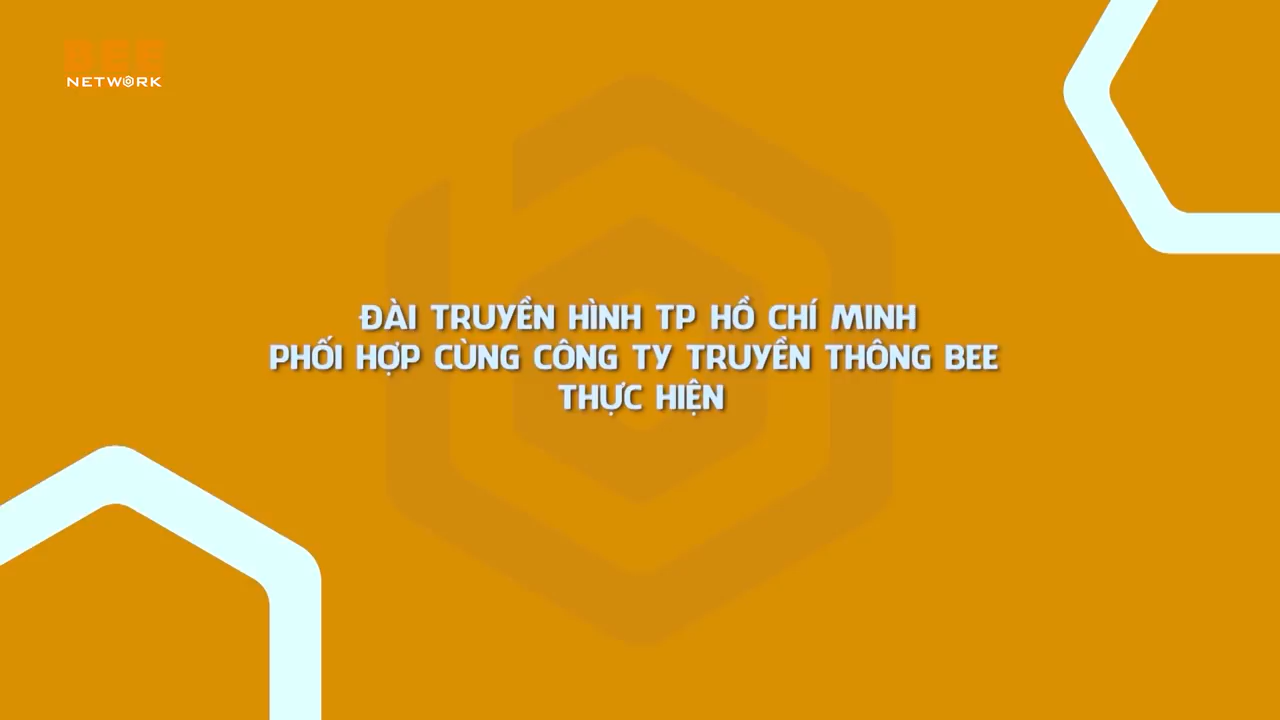 BEE
NETWORK
ĐÀI TRUYỀN HÌNH TP HỒ CHÍ MINH
PHỐI HỢP CÙNG CÔNG TY TRUYỀN THÔNG BEE
THỰC HIỆN